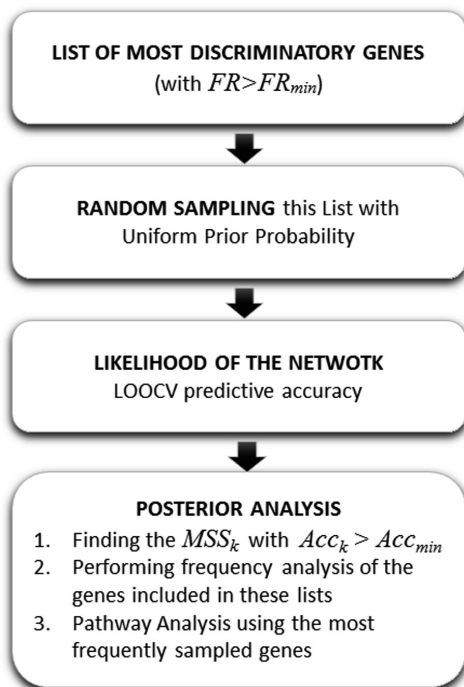 LIST OF MOST DISCRIMINATORY GENES
(with FR>FRmin)
RANDOM SAMPLING this List with
Uniform Prior Probability
LIKELIHOOD OF THE NETWOTK
LOOCV predictive accuracy
POSTERIOR ANALYSIS
1. Finding the MSSk with Acck > Accmin
2. Performing frequency analysis of the
genes included in these lists
3. Pathway Analysis using the most
frequently sampled genes